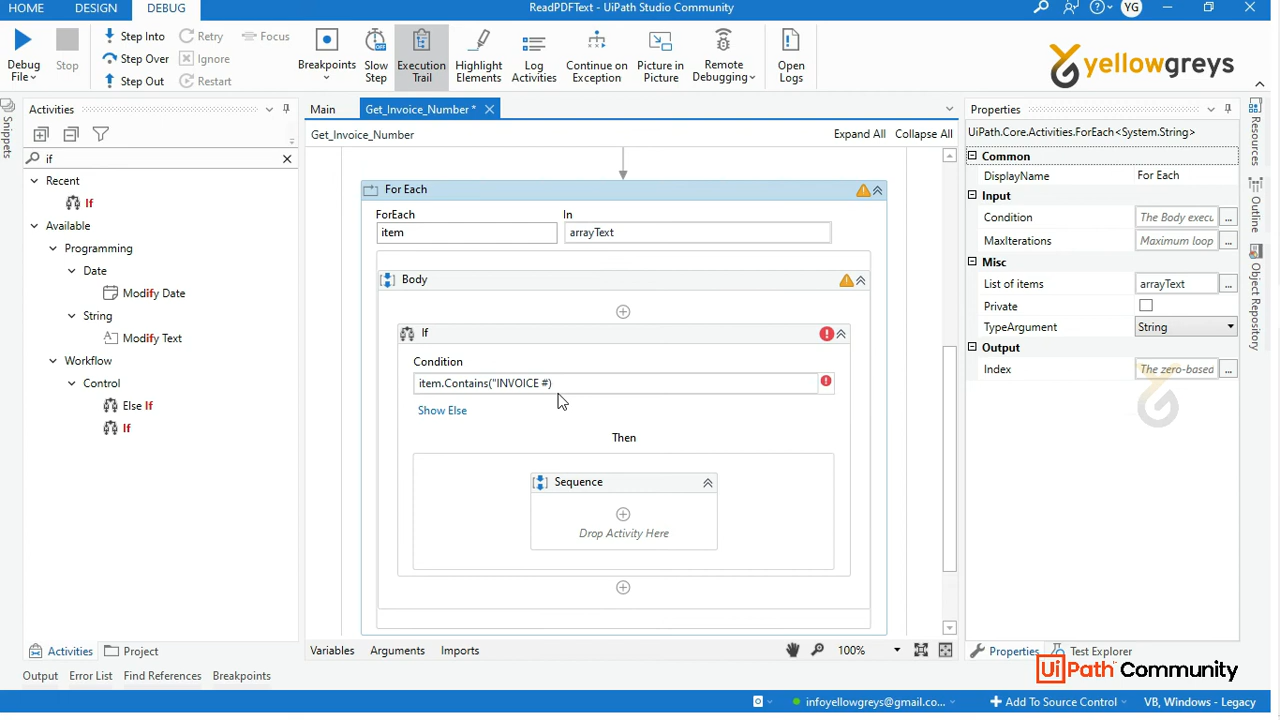 HOME
DESIGN
DEBUG
ReadPDFText - UiPath Studio Community
YG
Debug File
Stop
Step Into
Step Over
Step Out
Retry
Ignore
Restart
Focus
Breakpoints
Slow Step
Execution Trail
Highlight Elements
Log Activities
Continue on Exception
Picture in Picture
Remote Debugging
Open Logs
yellowgreys
Snippets
Activities
if
Recent
If
Available
Programming
Date
Modify Date
String
Modify Text
Workflow
Control
Else If
If
Activities
Project
Main
Get_Invoice_Number *
Get_Invoice_Number
Expand All
Collapse All
For Each
ForEach
In
item
arrayText
Body
If
Condition
item.Contains("INVOICE #)
Show Else
Then
Sequence
Drop Activity Here
Variables
Arguments
Imports
100%
Properties
UiPath.Core.Activities.ForEach<System.String>
Common
DisplayName
For Each
Input
Condition
The Body execu
...
MaxIterations
Maximum loop
...
Misc
List of items
arrayText
...
Private
TypeArgument
String
Output
Index
The zero-based
...
Properties
Test Explorer
Resources
Outline
Object Repository
Output
Error List
Find References
Breakpoints
UiPath Community
infoyellowgreys@gmail.co...
Add To Source Control
VB, Windows - Legacy